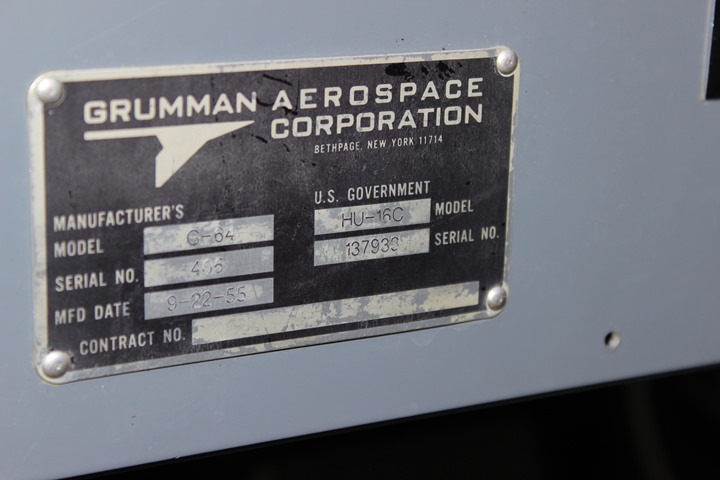 GRUMMAN AEROSPACE
CORPORATION
BETHPAGE, NEW YORK 11714
MANUFACTURER'S
MODEL G-64
SERIAL NO.
MFD DATE 9-22-55
CONTRACT NO.
U.S. GOVERNMENT
HU-16C MODEL
137933 SERIAL NO.